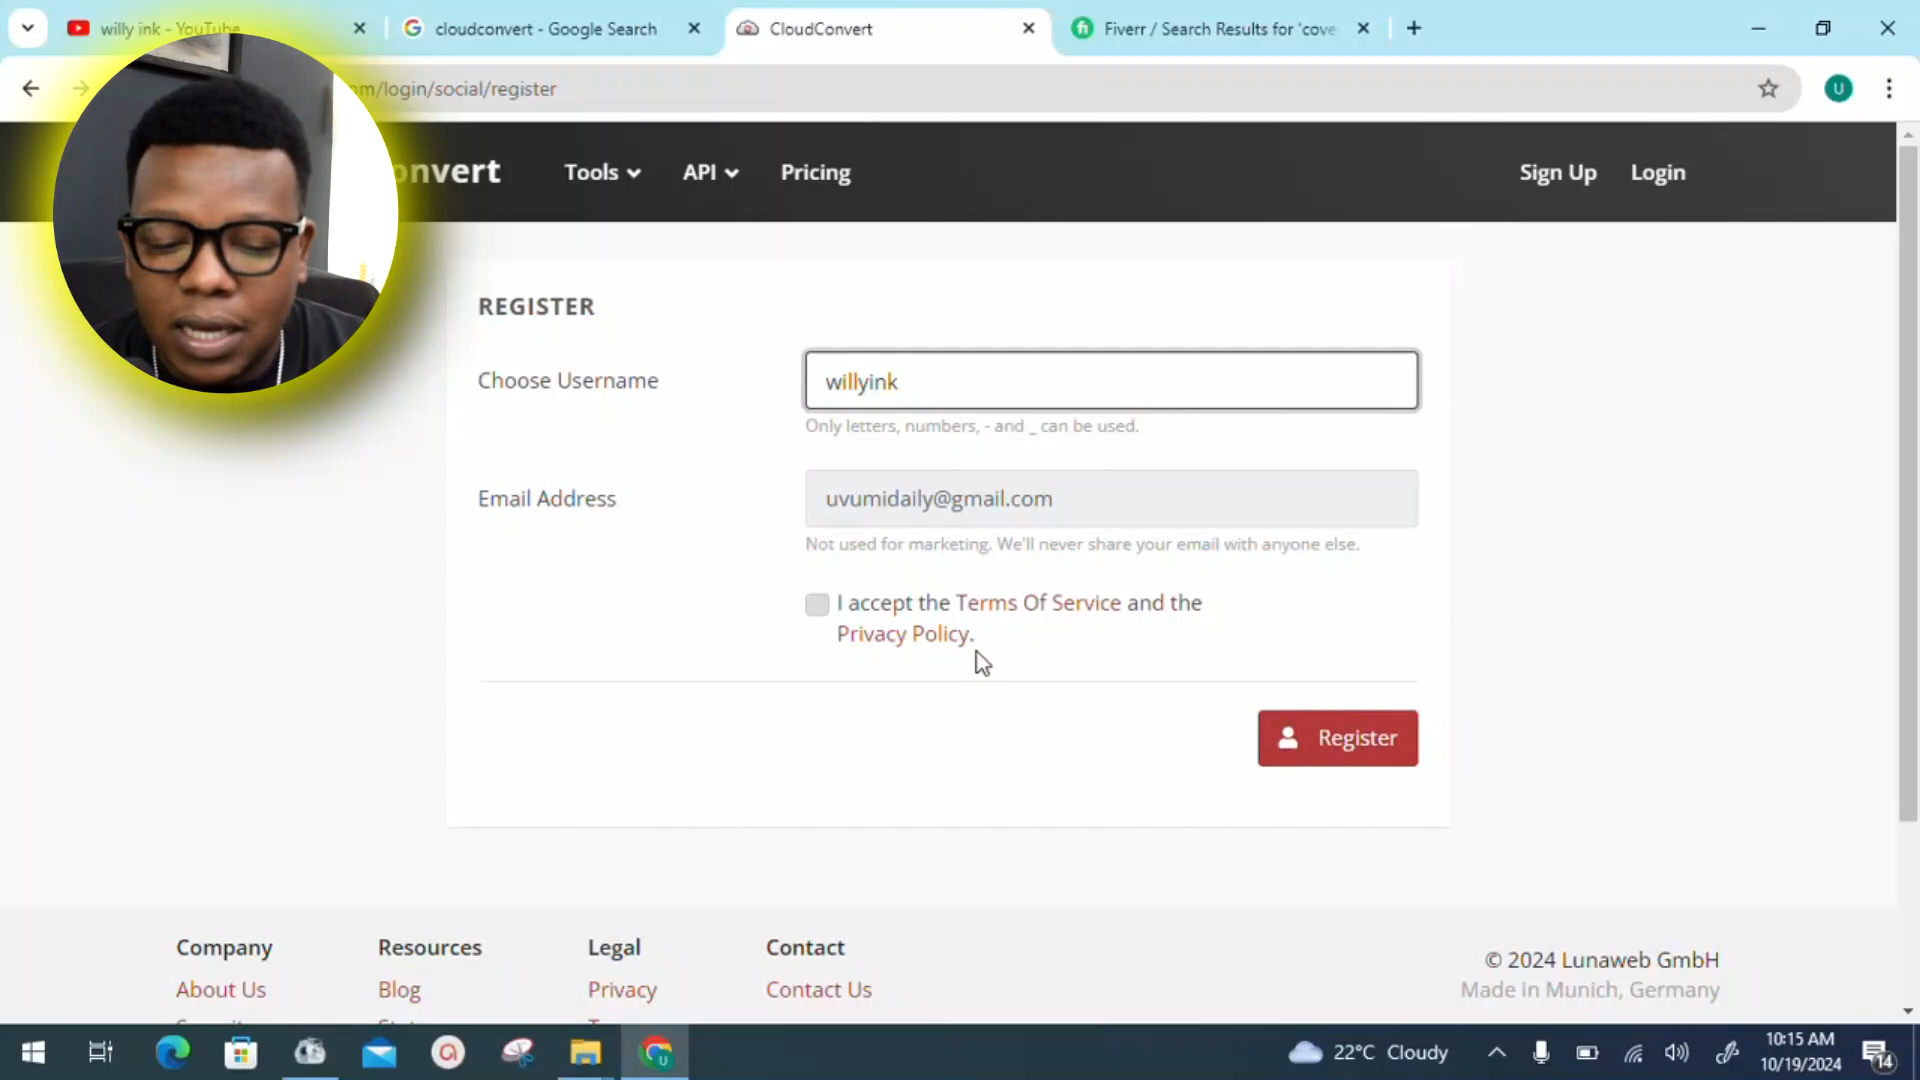 willy ink - YouTube
cloudconvert - Google Search
CloudConvert
Fiverr / Search Results for 'cove
om/login/social/register
U
onvert
Tools
API
Pricing
Sign Up
Login
REGISTER
Choose Username
willyink
Only letters, numbers, - and _ can be used.
Email Address
uvumidaily@gmail.com
Not used for marketing. We'll never share your email with anyone else.
I accept the Terms Of Service and the
Privacy Policy.
Register
Company
Resources
Legal
Contact
© 2024 Lunaweb GmbH
About Us
Blog
Privacy
Contact Us
Made in Munich, Germany
22°C Cloudy
10:15 AM
10/19/2024
14